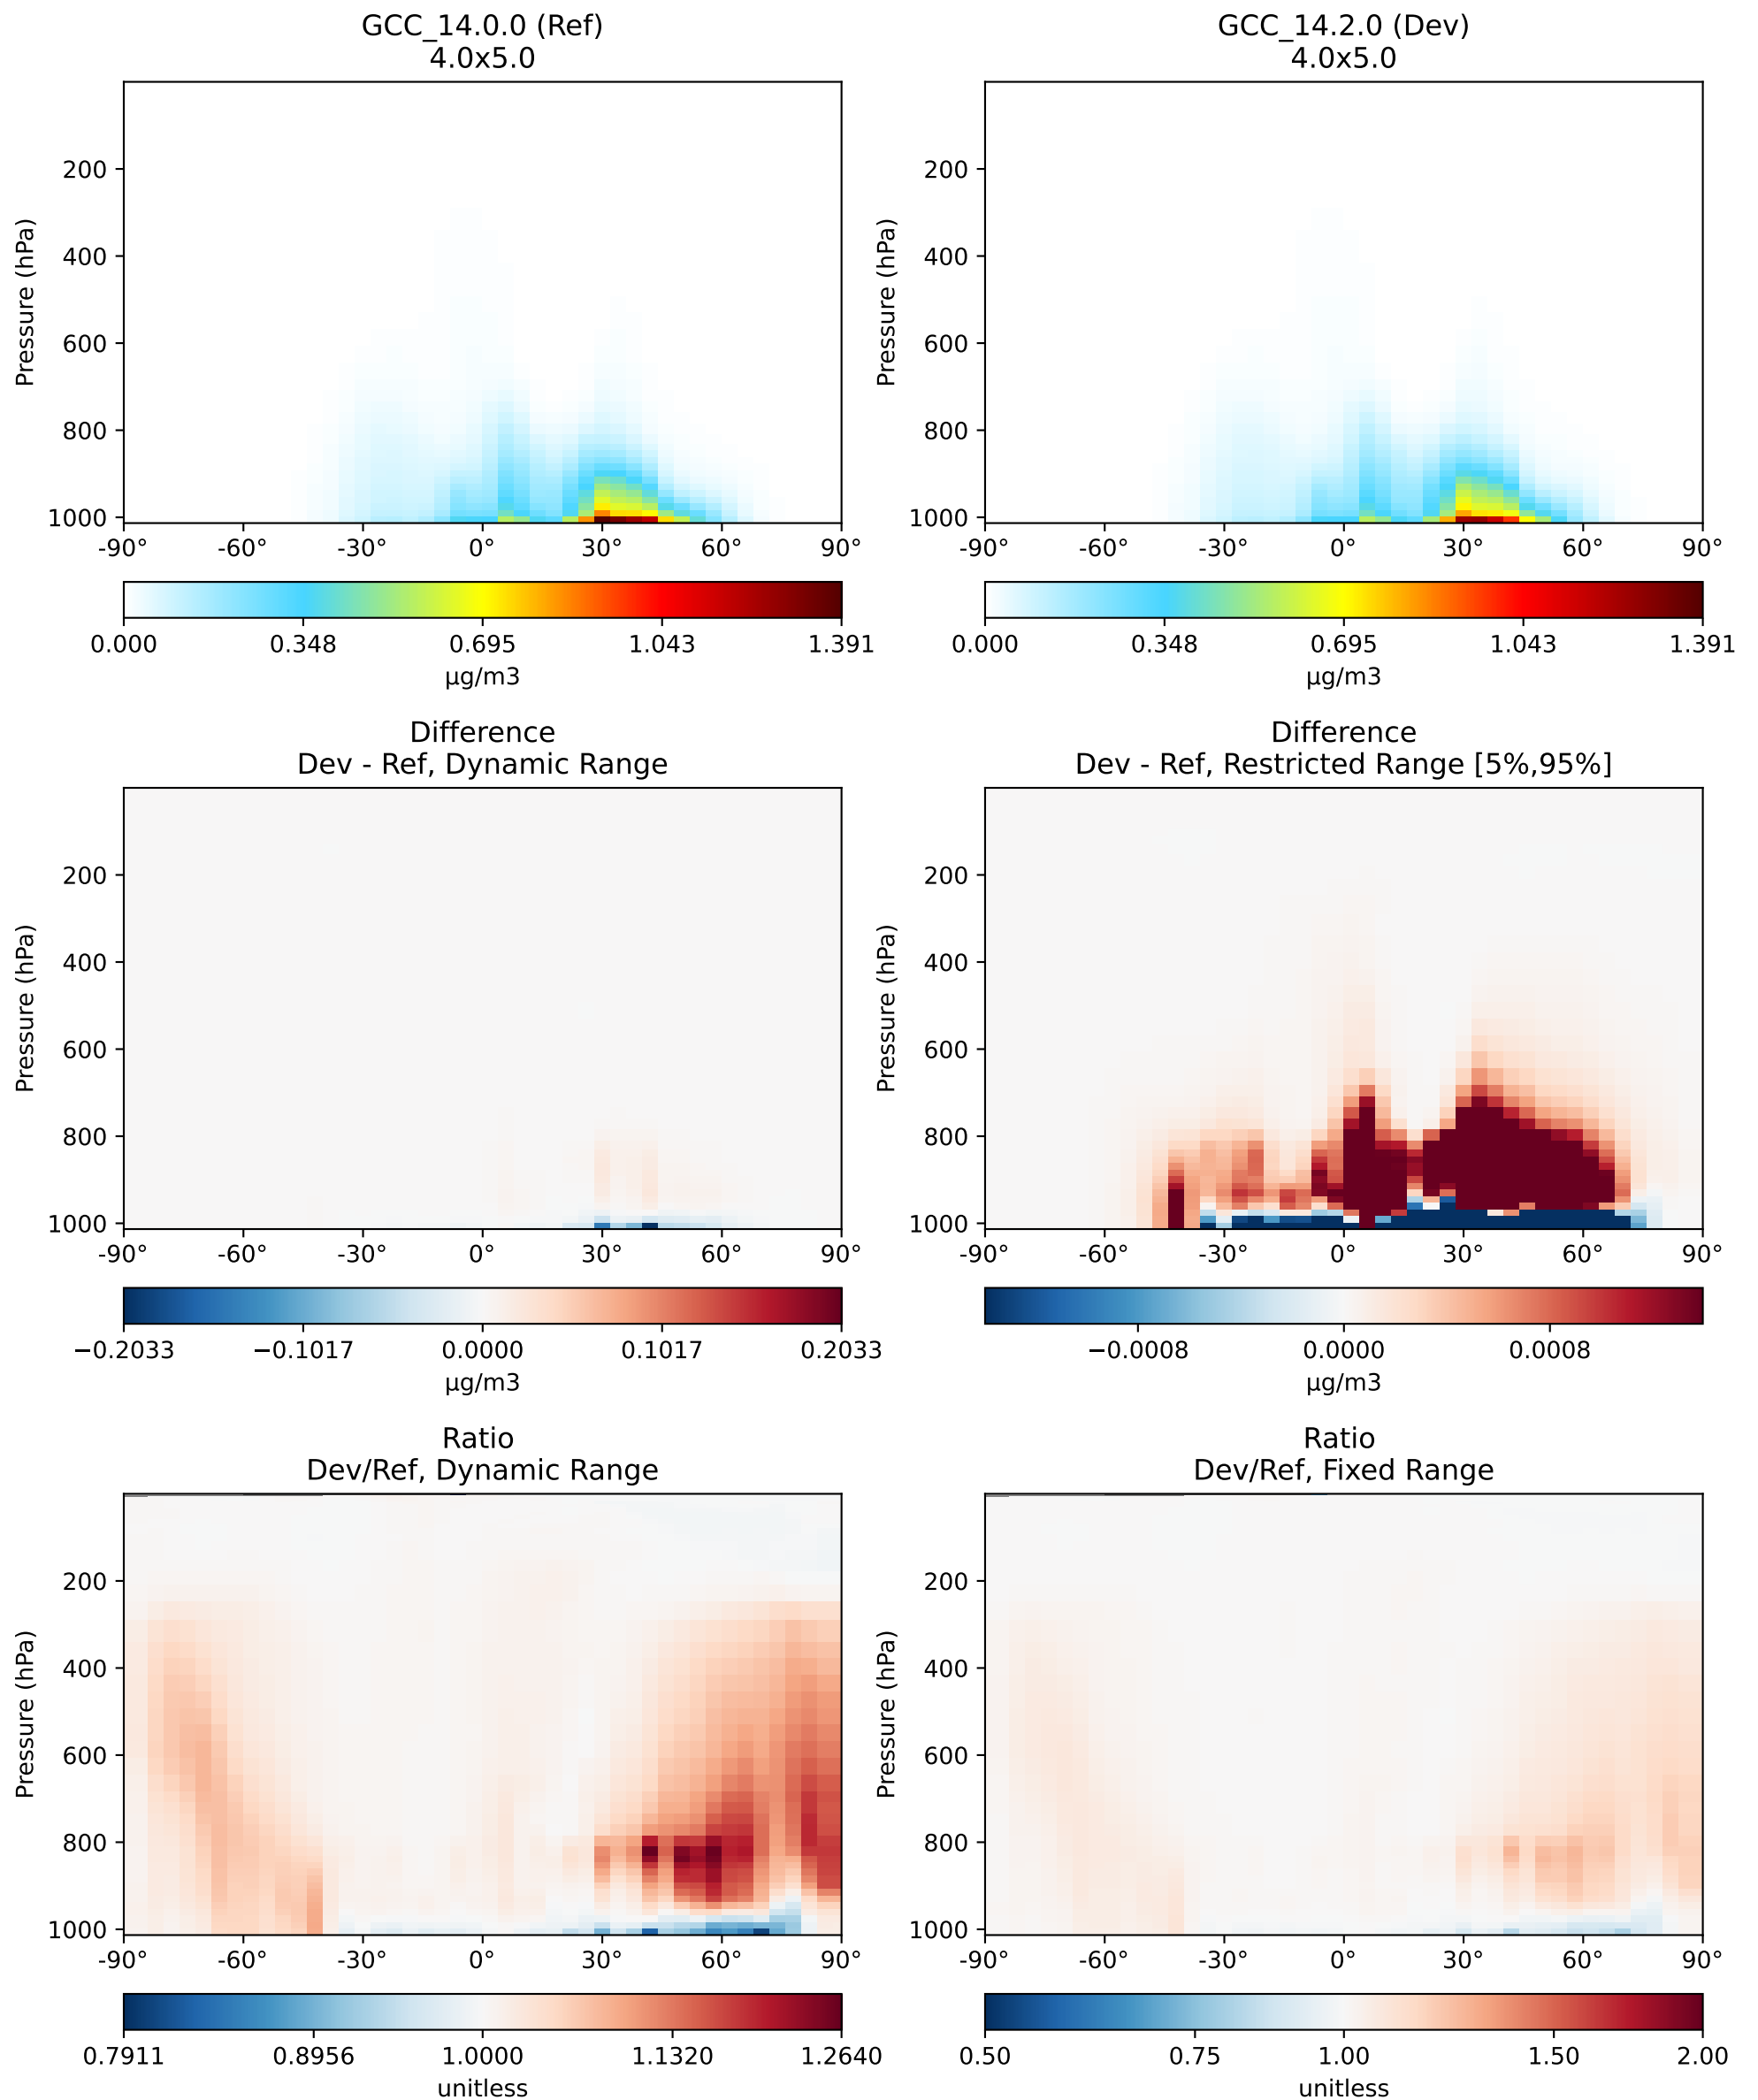 GCC_14.0.0 (Ref)
4.0x5.0
Pressure (hPa)
200
400
600
800
1000
-90° -60° -30° 0° 30° 60° 90°
0.000 0.348 0.695 1.043 1.391
µg/m3
GCC_14.2.0 (Dev)
4.0x5.0
Pressure (hPa)
200
400
600
800
1000
-90° -60° -30° 0° 30° 60° 90°
0.000 0.348 0.695 1.043 1.391
µg/m3
Difference
Dev - Ref, Dynamic Range
Pressure (hPa)
200
400
600
800
1000
-90° -60° -30° 0° 30° 60° 90°
−0.2033 −0.1017 0.0000 0.1017 0.2033
µg/m3
Difference
Dev - Ref, Restricted Range [5%,95%]
Pressure (hPa)
200
400
600
800
1000
-90° -60° -30° 0° 30° 60° 90°
−0.0008 0.0000 0.0008
µg/m3
Ratio
Dev/Ref, Dynamic Range
Pressure (hPa)
200
400
600
800
1000
-90° -60° -30° 0° 30° 60° 90°
0.7911 0.8956 1.0000 1.1320 1.2640
unitless
Ratio
Dev/Ref, Fixed Range
Pressure (hPa)
200
400
600
800
1000
-90° -60° -30° 0° 30° 60° 90°
0.50 0.75 1.00 1.50 2.00
unitless